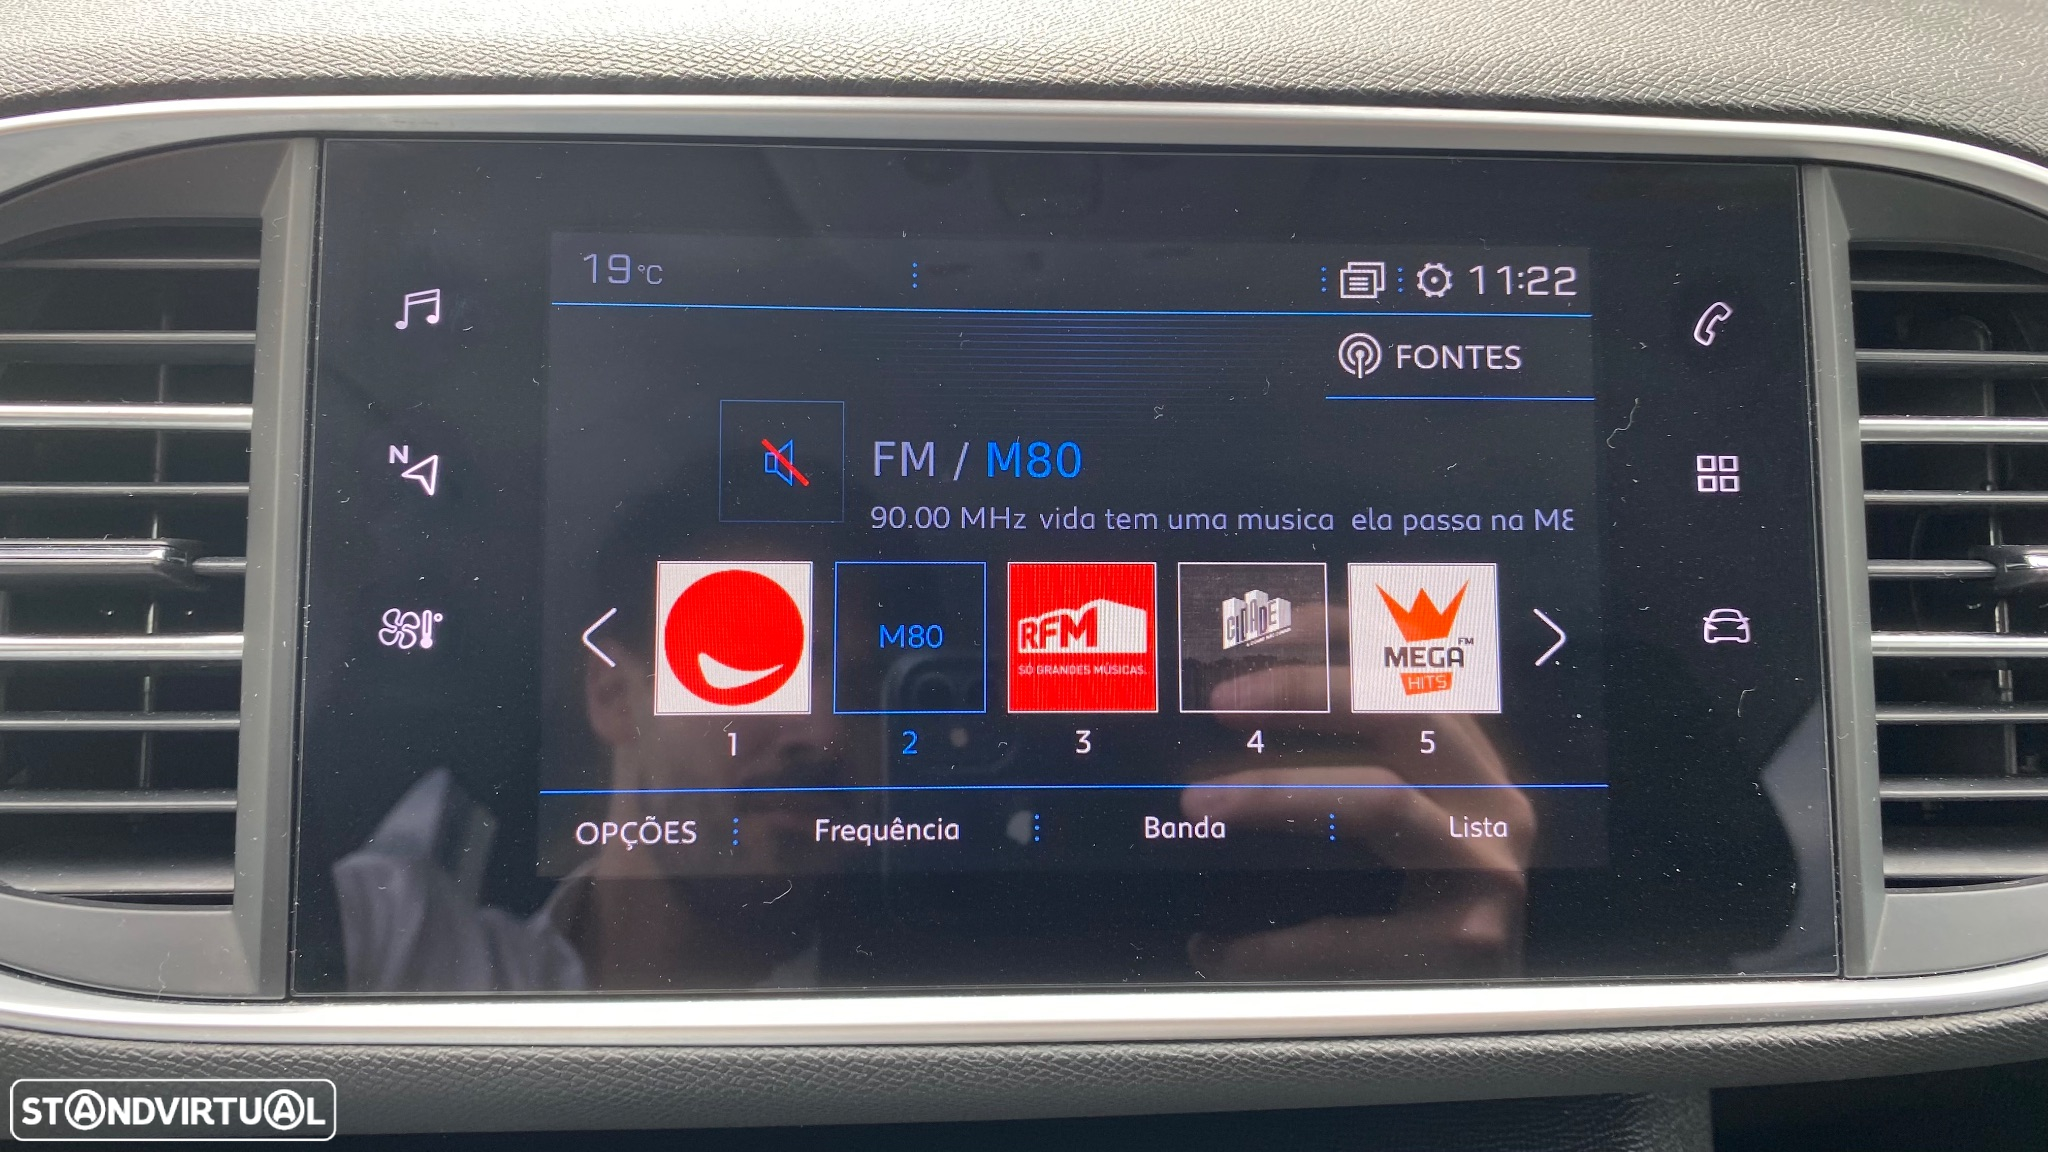 19°C
11:22
FONTES
FM / M80
90.00 MHz vida tem uma musica ela passa na M8
N
M80
RFM
SÓ GRANDES MÚSICAS.
CIDADE
MEGA FM
HITS
1 2 3 4 5
OPÇÕES Frequência Banda Lista
STANDVIRTUAL